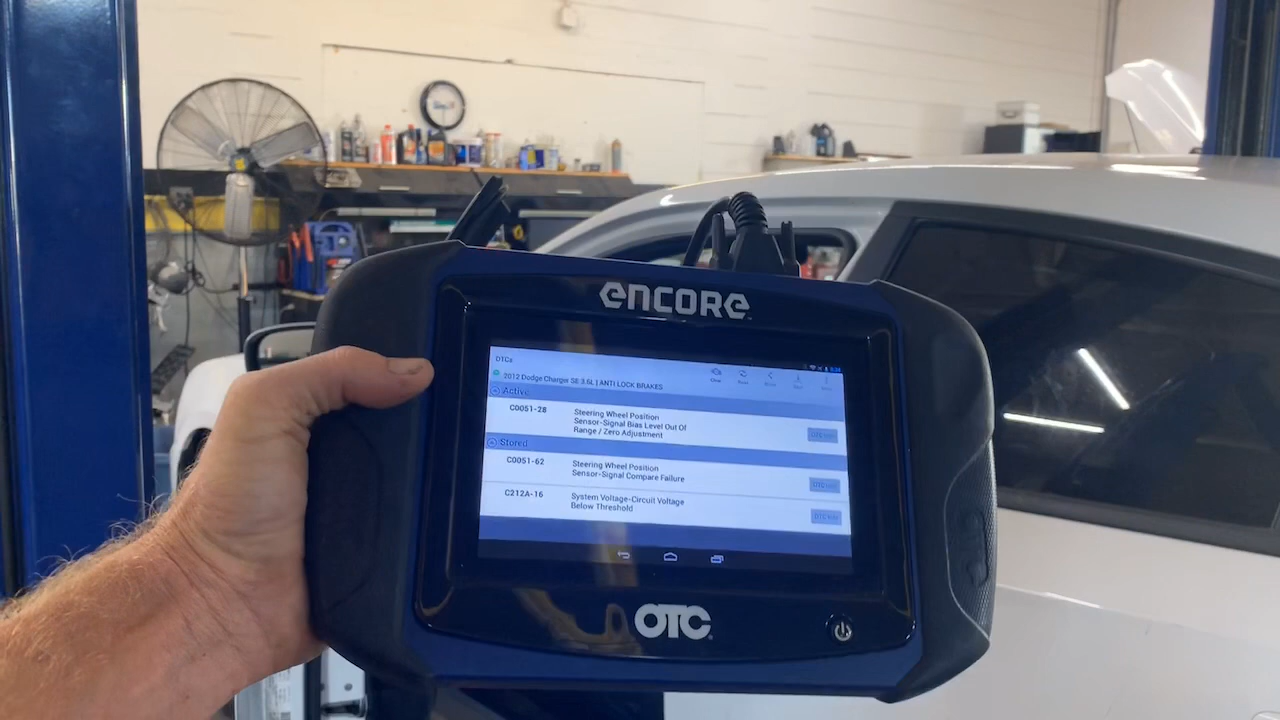 encore
DTCs
2012 Dodge Charger SE 3.6L | ANTI LOCK BRAKES
Clear
Active
C0051-28
Steering Wheel Position
Sensor-Signal Bias Level Out Of
Range / Zero Adjustment
Stored
C0051-62
Steering Wheel Position
Sensor-Signal Compare Failure
C212A-16
System Voltage-Circuit Voltage
Below Threshold
OTC